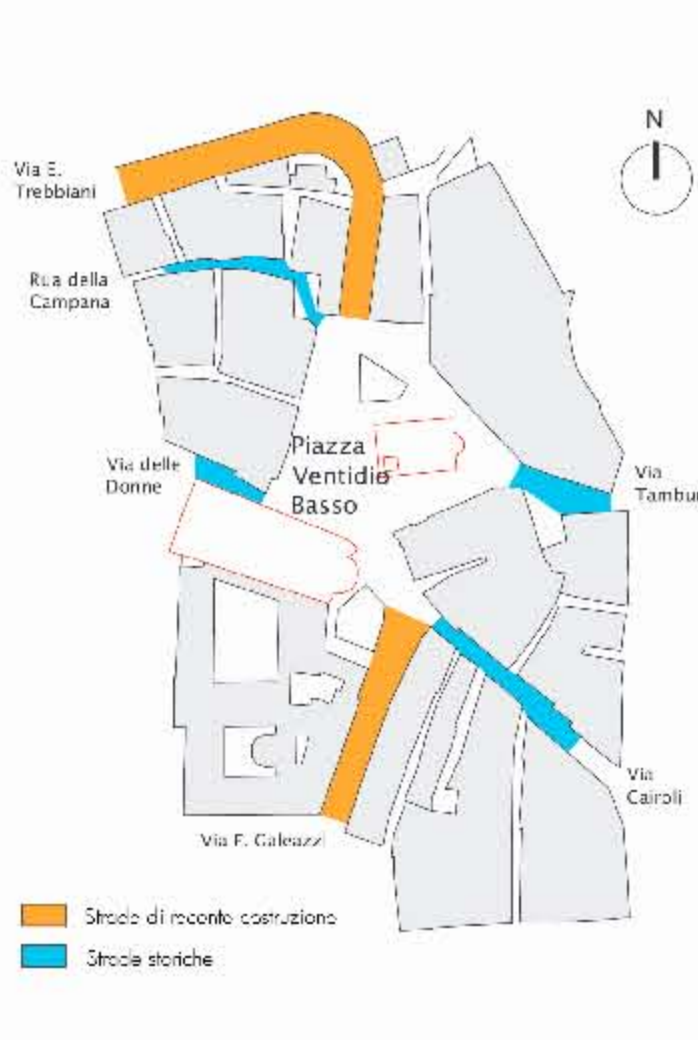 N
Via E.
Trebbiani
Rua della
Campana
Piazza
Ventidio
Basso
Via delle
Donne
Via
Tambu
Via
Cairoli
Via F. Galeazzi
Strade di recente costruzione
Strade storiche